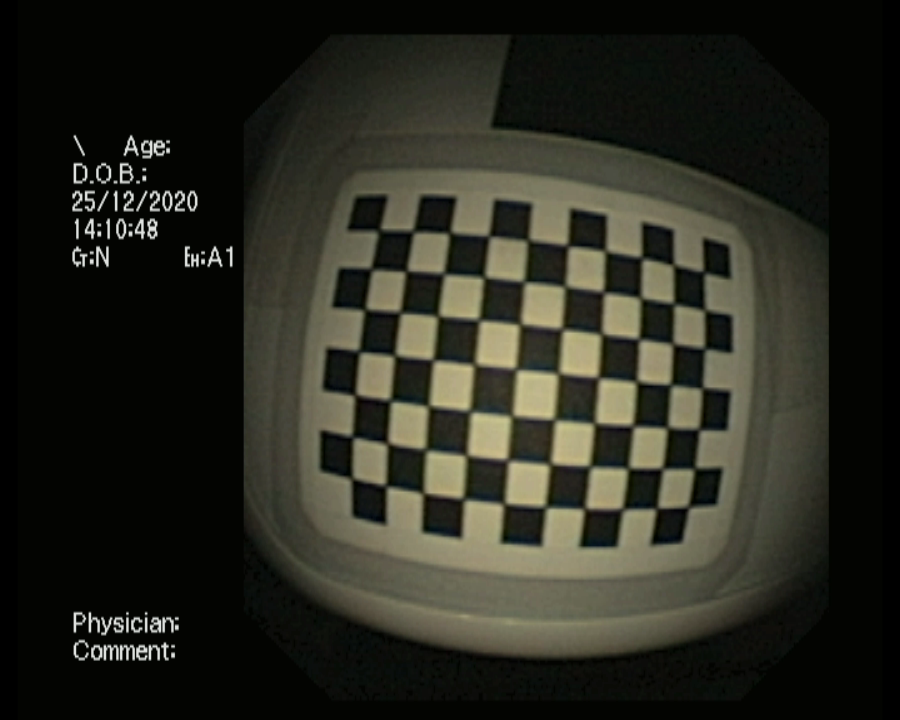 \ Age:
D.O.B.:
25/12/2020
14:10:48
Cr:N EH:A1
Physician:
Comment: